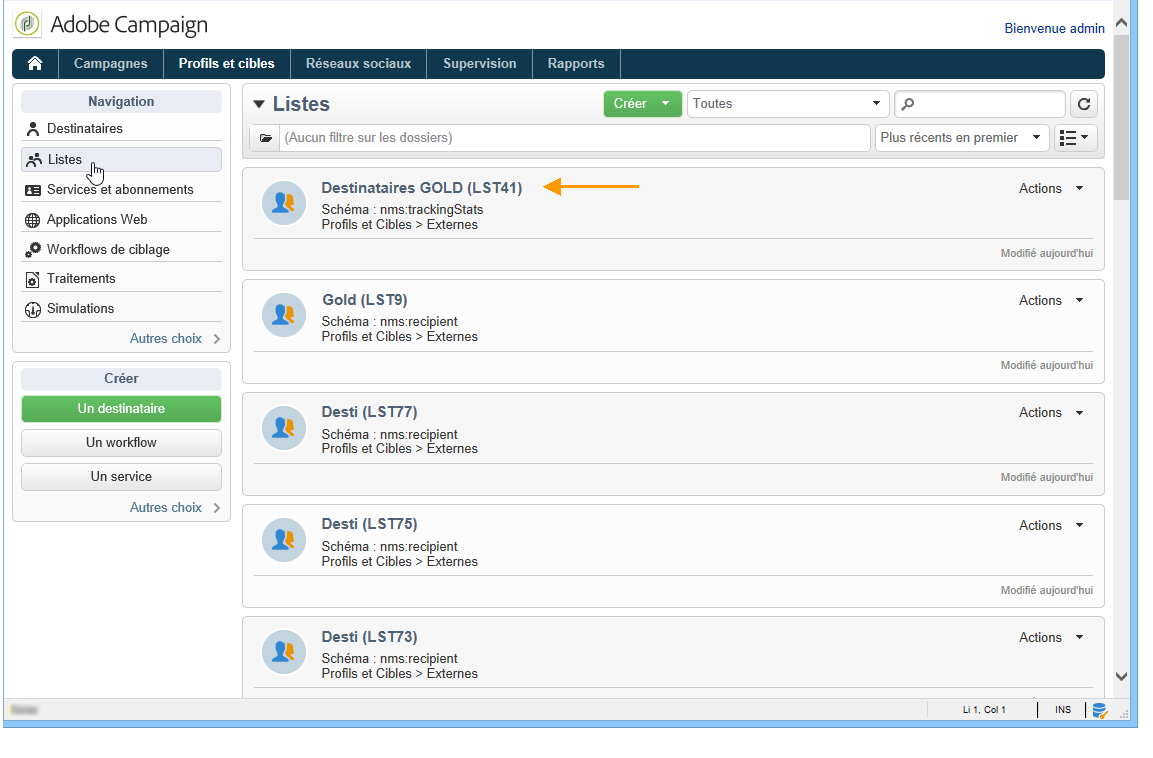 Adobe Campaign
Bienvenue admin
Campagnes
Profils et cibles
Réseaux sociaux
Supervision
Rapports
Navigation
Destinataires
Listes
Services et abonnements
Applications Web
Workflows de ciblage
Traitements
Simulations
Autres choix
Créer
Un destinataire
Un workflow
Un service
Autres choix
Listes
Créer
Toutes
(Aucun filtre sur les dossiers)
Plus récents en premier
Destinataires GOLD (LST41)
Actions
Schéma : nms:trackingStats
Profils et Cibles > Externes
Modifié aujourd'hui
Gold (LST9)
Actions
Schéma : nms:recipient
Profils et Cibles > Externes
Modifié aujourd'hui
Desti (LST77)
Actions
Schéma : nms:recipient
Profils et Cibles > Externes
Modifié aujourd'hui
Desti (LST75)
Actions
Schéma : nms:recipient
Profils et Cibles > Externes
Modifié aujourd'hui
Desti (LST73)
Actions
Schéma : nms:recipient
Profils et Cibles > Externes
Li 1, Col 1
INS